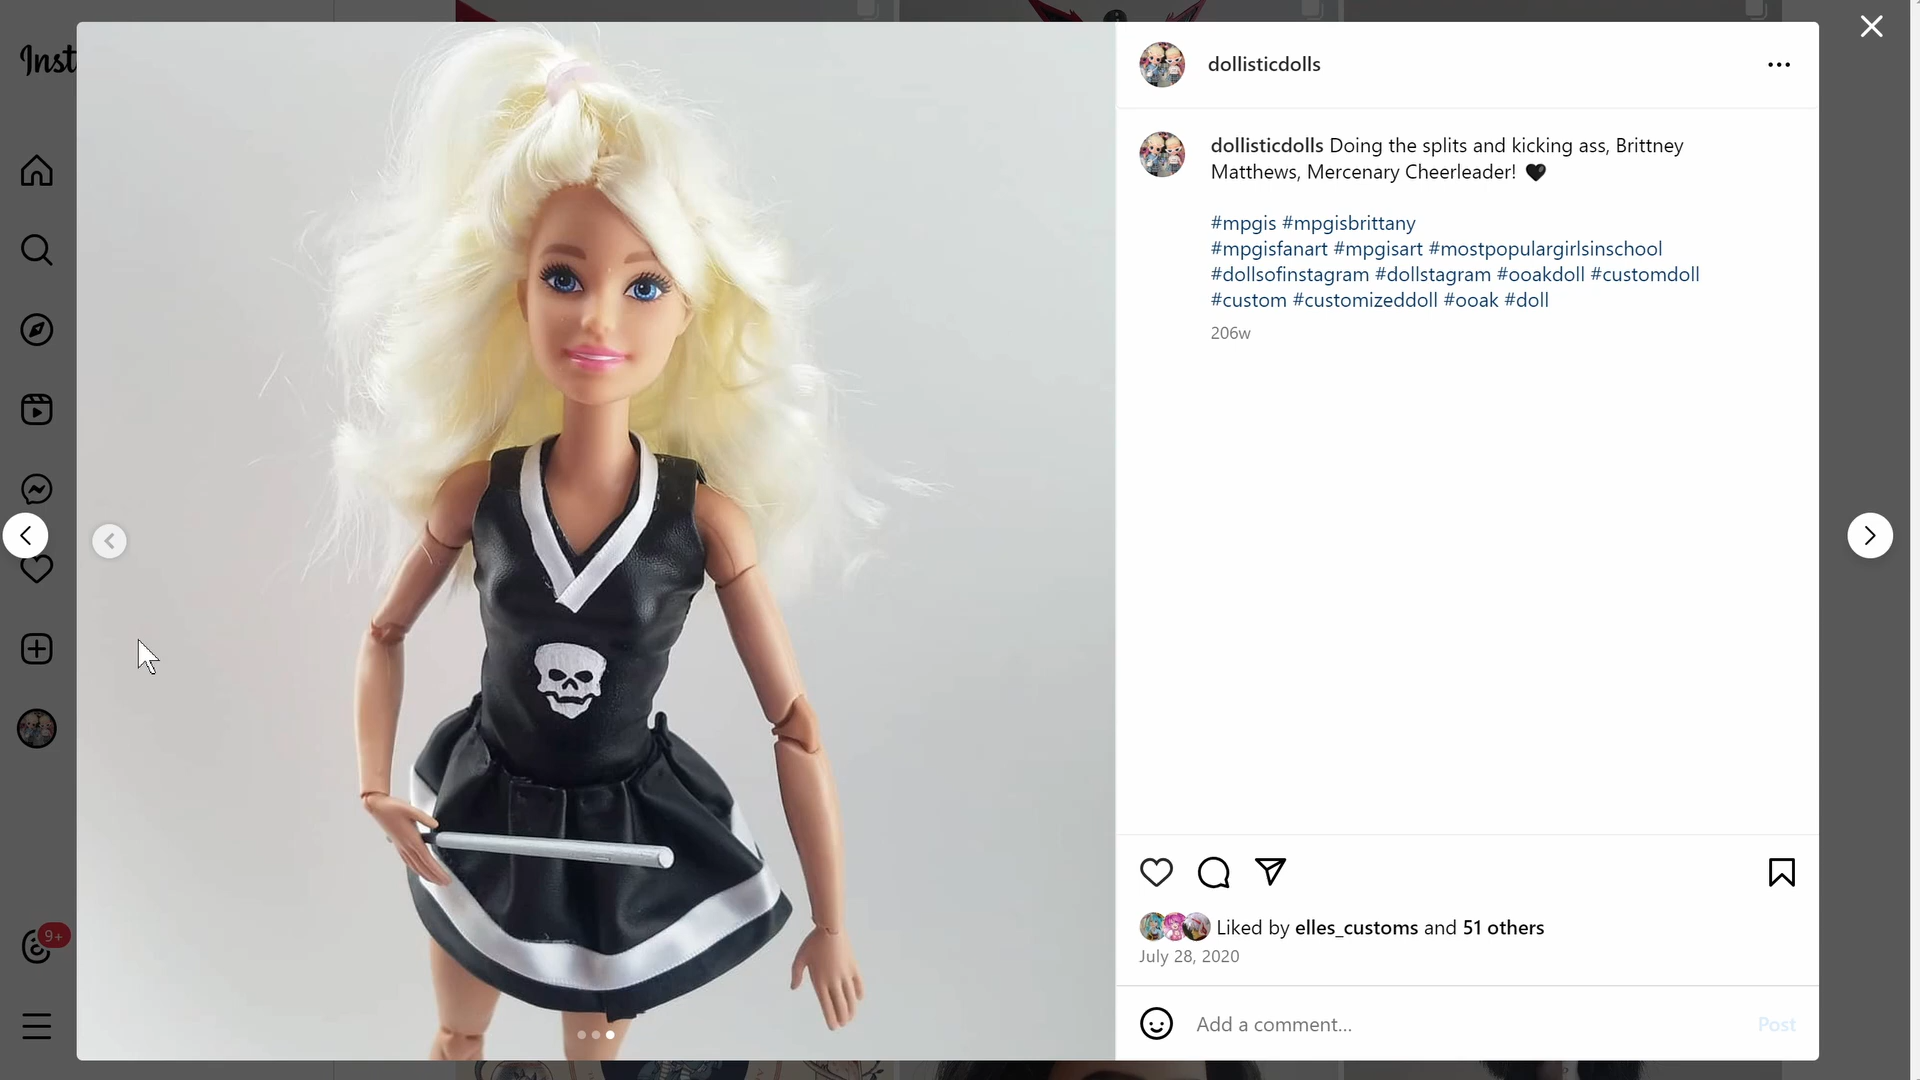 Inst
dollisticdolls
dollisticdolls Doing the splits and kicking ass, Brittney
Matthews, Mercenary Cheerleader! 🖤
#mpgis #mpgisbrittany
#mpgisfanart #mpgisart #mostpopulargirlsinschool
#dollsofinstagram #dollstagram #ooakdoll #customdoll
#custom #customizeddoll #ooak #doll
206w
9+
Liked by elles_customs and 51 others
July 28, 2020
Add a comment...
Post